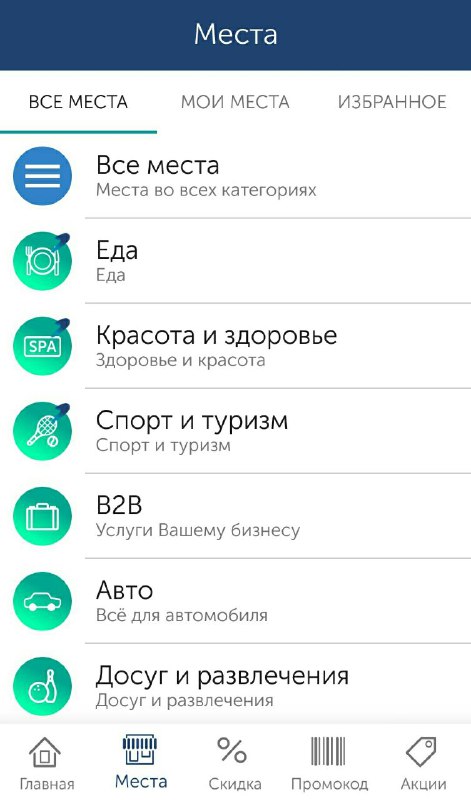 Места
ВСЕ МЕСТА МОИ МЕСТА ИЗБРАННОЕ
Все места
Места во всех категориях
Еда
Еда
SPA
Красота и здоровье
Здоровье и красота
Спорт и туризм
Спорт и туризм
B2B
Услуги Вашему бизнесу
Авто
Всё для автомобиля
Досуг и развлечения
Досуг и развлечения
Главная Места Скидка Промокод Акции